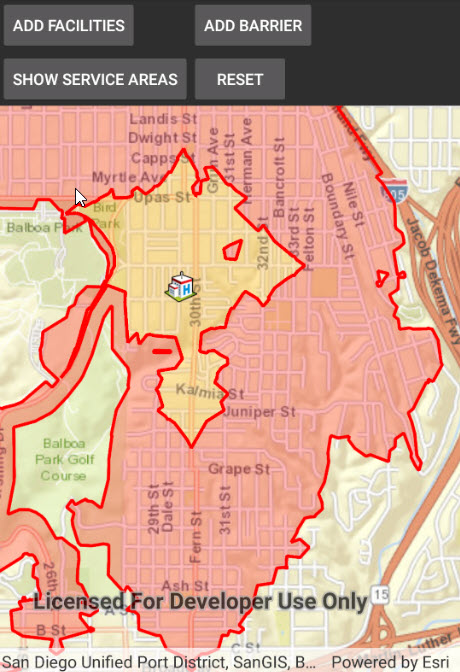 ADD FACILITIES
ADD BARRIER
SHOW SERVICE AREAS
RESET
Landis St
Dwight St
Capps St
Myrtle Ave
Upas St
31st St
Herman Ave
Bancroft St
Nile St
Boundary St
Bird
Park
Balboa Park
32nd St
33rd St
Felton St
805
Jacob Dekema Fwy
30th St
H
Kalmia St
Juniper St
Balboa
Park Golf
Course
Grape St
29th St
Dale St
Fern St
31st St
26th
Ash St
15
Licensed For Developer Use Only
B St
C St
San Diego Unified Port District, SanGIS, B...
Powered by Esri